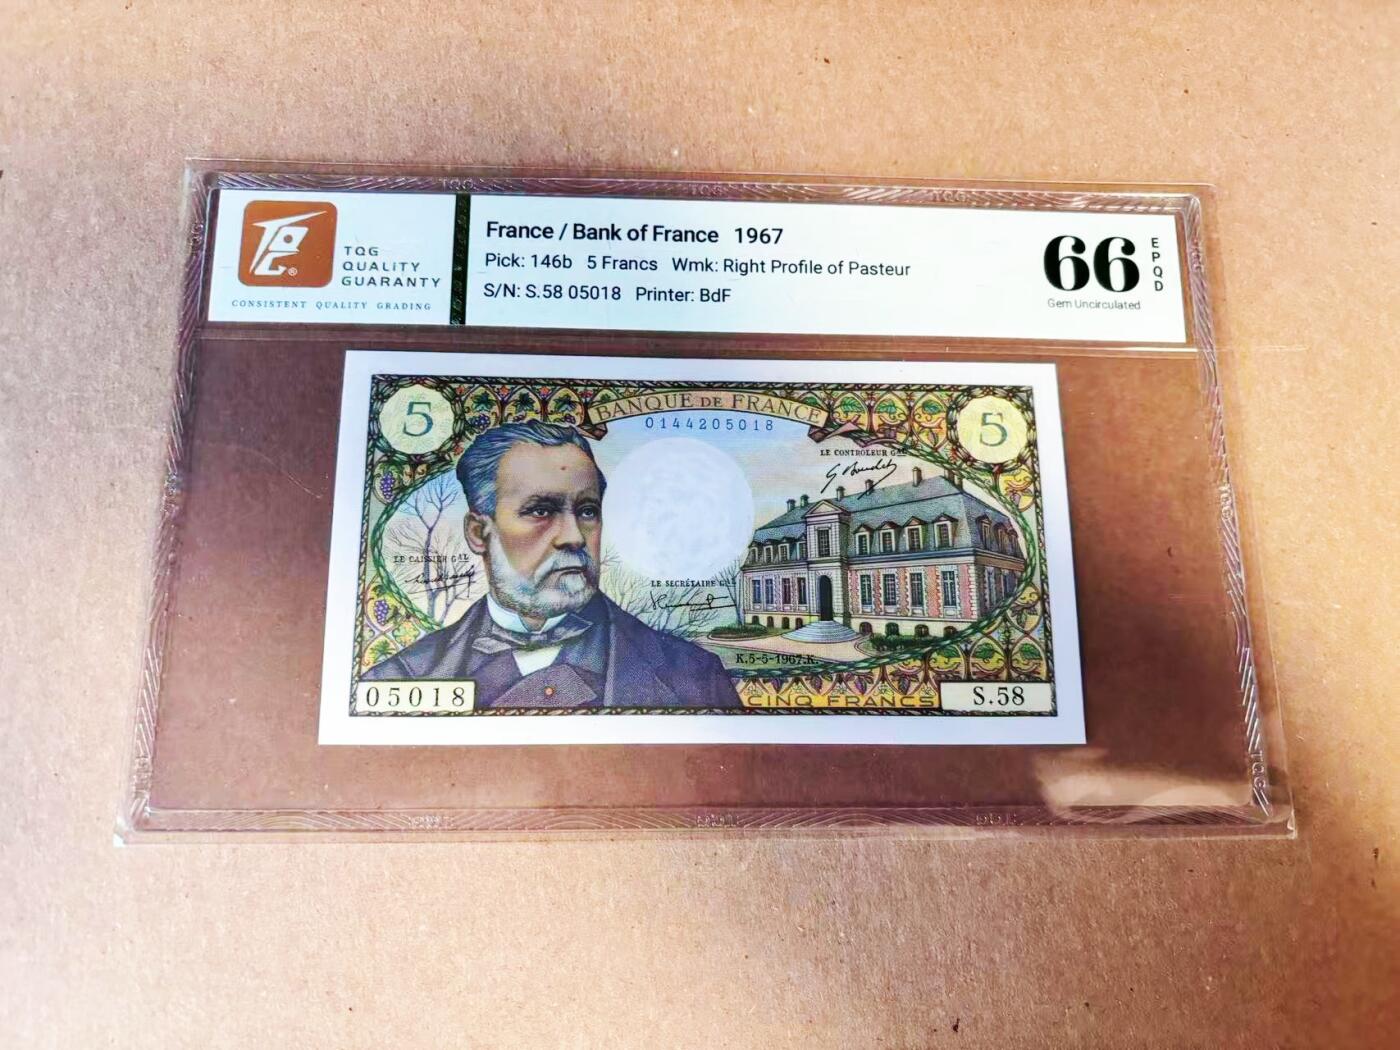 TQG
QUALITY
GUARANTY
CONSISTENT QUALITY GRADING
France / Bank of France 1967
Pick: 146b 5 Francs Wmk: Right Profile of Pasteur
S/N: S.58 05018 Printer: BdF
66
EPQD
Gem Uncirculated
BANQUE DE FRANCE
0144205018
5
5
LE CONTROLEUR GAL
LE CAISSIER GAL
LE SECRÉTAIRE GAL
K.5-5-1967.K.
05018
CINQ FRANCS
S.58